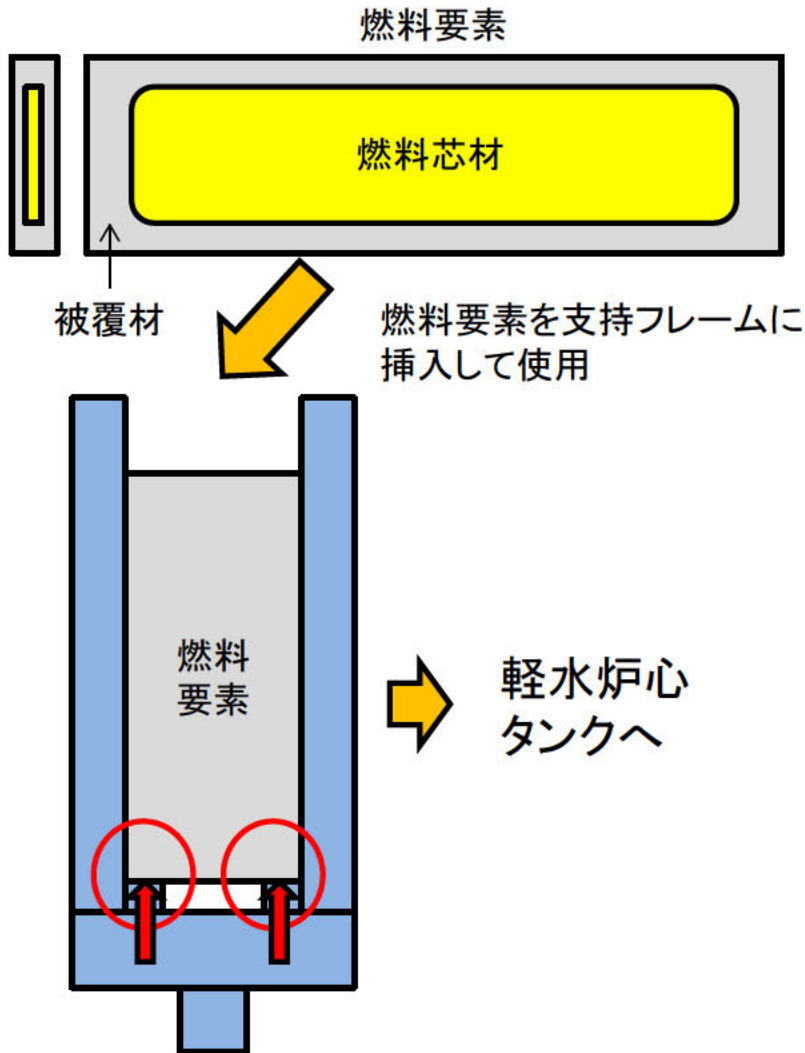 燃料要素
燃料芯材
被覆材
燃料要素を支持フレームに
挿入して使用
燃料
要素
軽水炉心
タンクへ